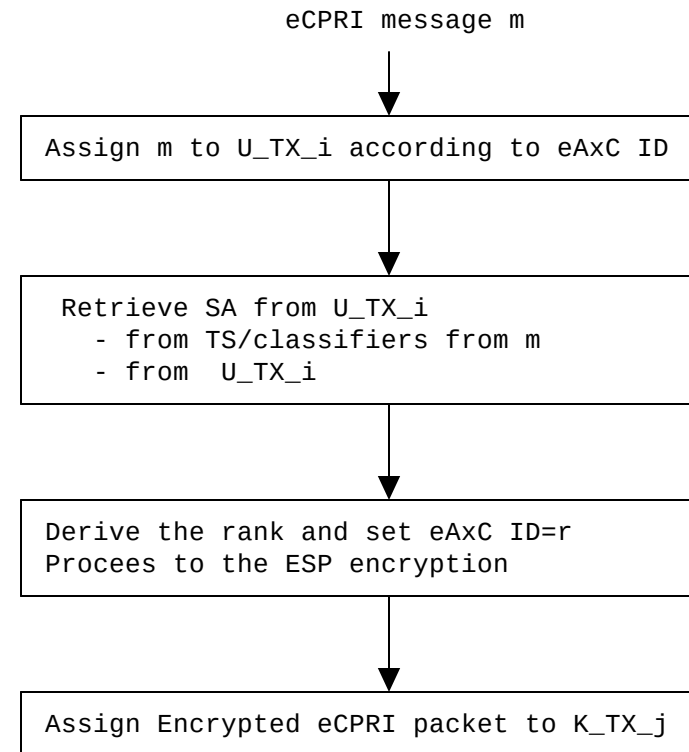 eCPRI message m
Assign m to U_TX_i according to eAxC ID
Retrieve SA from U_TX_i
- from TS/classifiers from m
- from  U_TX_i
Derive the rank and set eAxC ID=r
Procees to the ESP encryption
Assign Encrypted eCPRI packet to K_TX_j